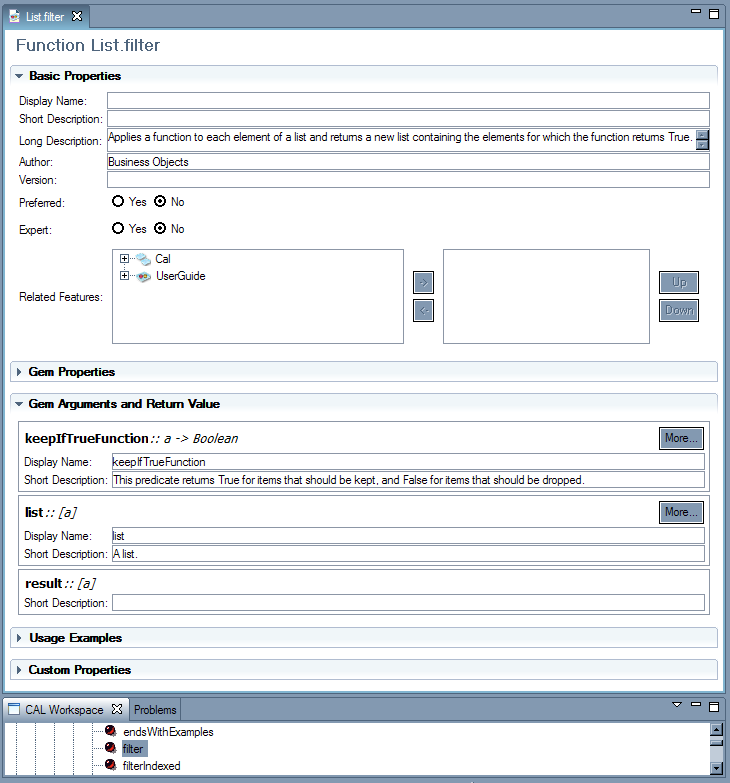 List.filter
Function List.filter
Basic Properties
Display Name:
Short Description:
Long Description: Applies a function to each element of a list and returns a new list containing the elements for which the function returns True.
Author: Business Objects
Version:
Preferred: Yes No
Expert: Yes No
Cal
UserGuide
Related Features:
-> Up
<- Down
Gem Properties
Gem Arguments and Return Value
keepIfTrueFunction :: a -> Boolean More...
Display Name: keepIfTrueFunction
Short Description: This predicate returns True for items that should be kept, and False for items that should be dropped.
list :: [a] More...
Display Name: list
Short Description: A list.
result :: [a]
Short Description:
Usage Examples
Custom Properties
CAL Workspace Problems
endsWithExamples
filter
filterIndexed